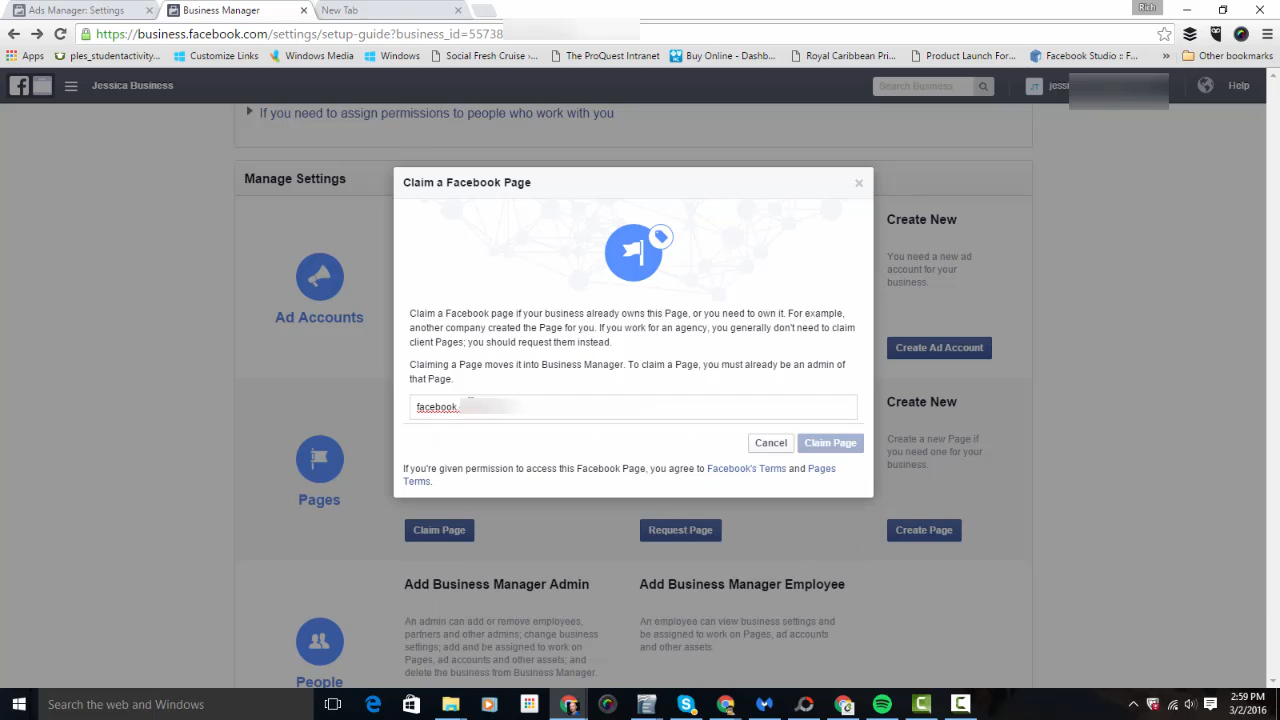 Ads Manager: Settings
Business Manager
New Tab
Rich
https://business.facebook.com/settings/setup-guide?business_id=55738
Apps
ples_studentactivity...
Customize Links
Windows Media
Windows
Social Fresh Cruise -...
The ProQuest Intranet
Buy Online - Dashb...
Royal Caribbean Pri...
Product Launch For...
Facebook Studio :: F...
»
Other bookmarks
Jessica Business
Search Business
JT
jessi
Help
If you need to assign permissions to people who work with you
Manage Settings
Claim a Facebook Page
Claim a Facebook page if your business already owns this Page, or you need to own it. For example,
another company created the Page for you. If you work for an agency, you generally don't need to claim
client Pages; you should request them instead.
Claiming a Page moves it into Business Manager. To claim a Page, you must already be an admin of
that Page.
facebook.
Cancel
Claim Page
If you're given permission to access this Facebook Page, you agree to Facebook's Terms and Pages
Terms.
Ad Accounts
Create New
You need a new ad
account for your
business.
Create Ad Account
Pages
Create New
Create a new Page if
you need one for your
business.
Claim Page
Request Page
Create Page
People
Add Business Manager Admin
An admin can add or remove employees,
partners and other admins; change business
settings; add and be assigned to work on
Pages, ad accounts and other assets; and
delete the business from Business Manager.
Add Business Manager Employee
An employee can view business settings and
be assigned to work on Pages, ad accounts
and other assets.
Search the web and Windows
2:59 PM
3/2/2016